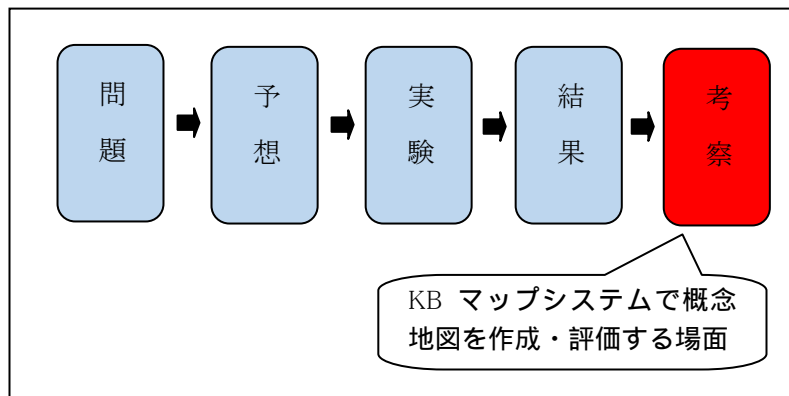 問題
予想
実験
結果
考察
KB マップシステムで概念
地図を作成・評価する場面